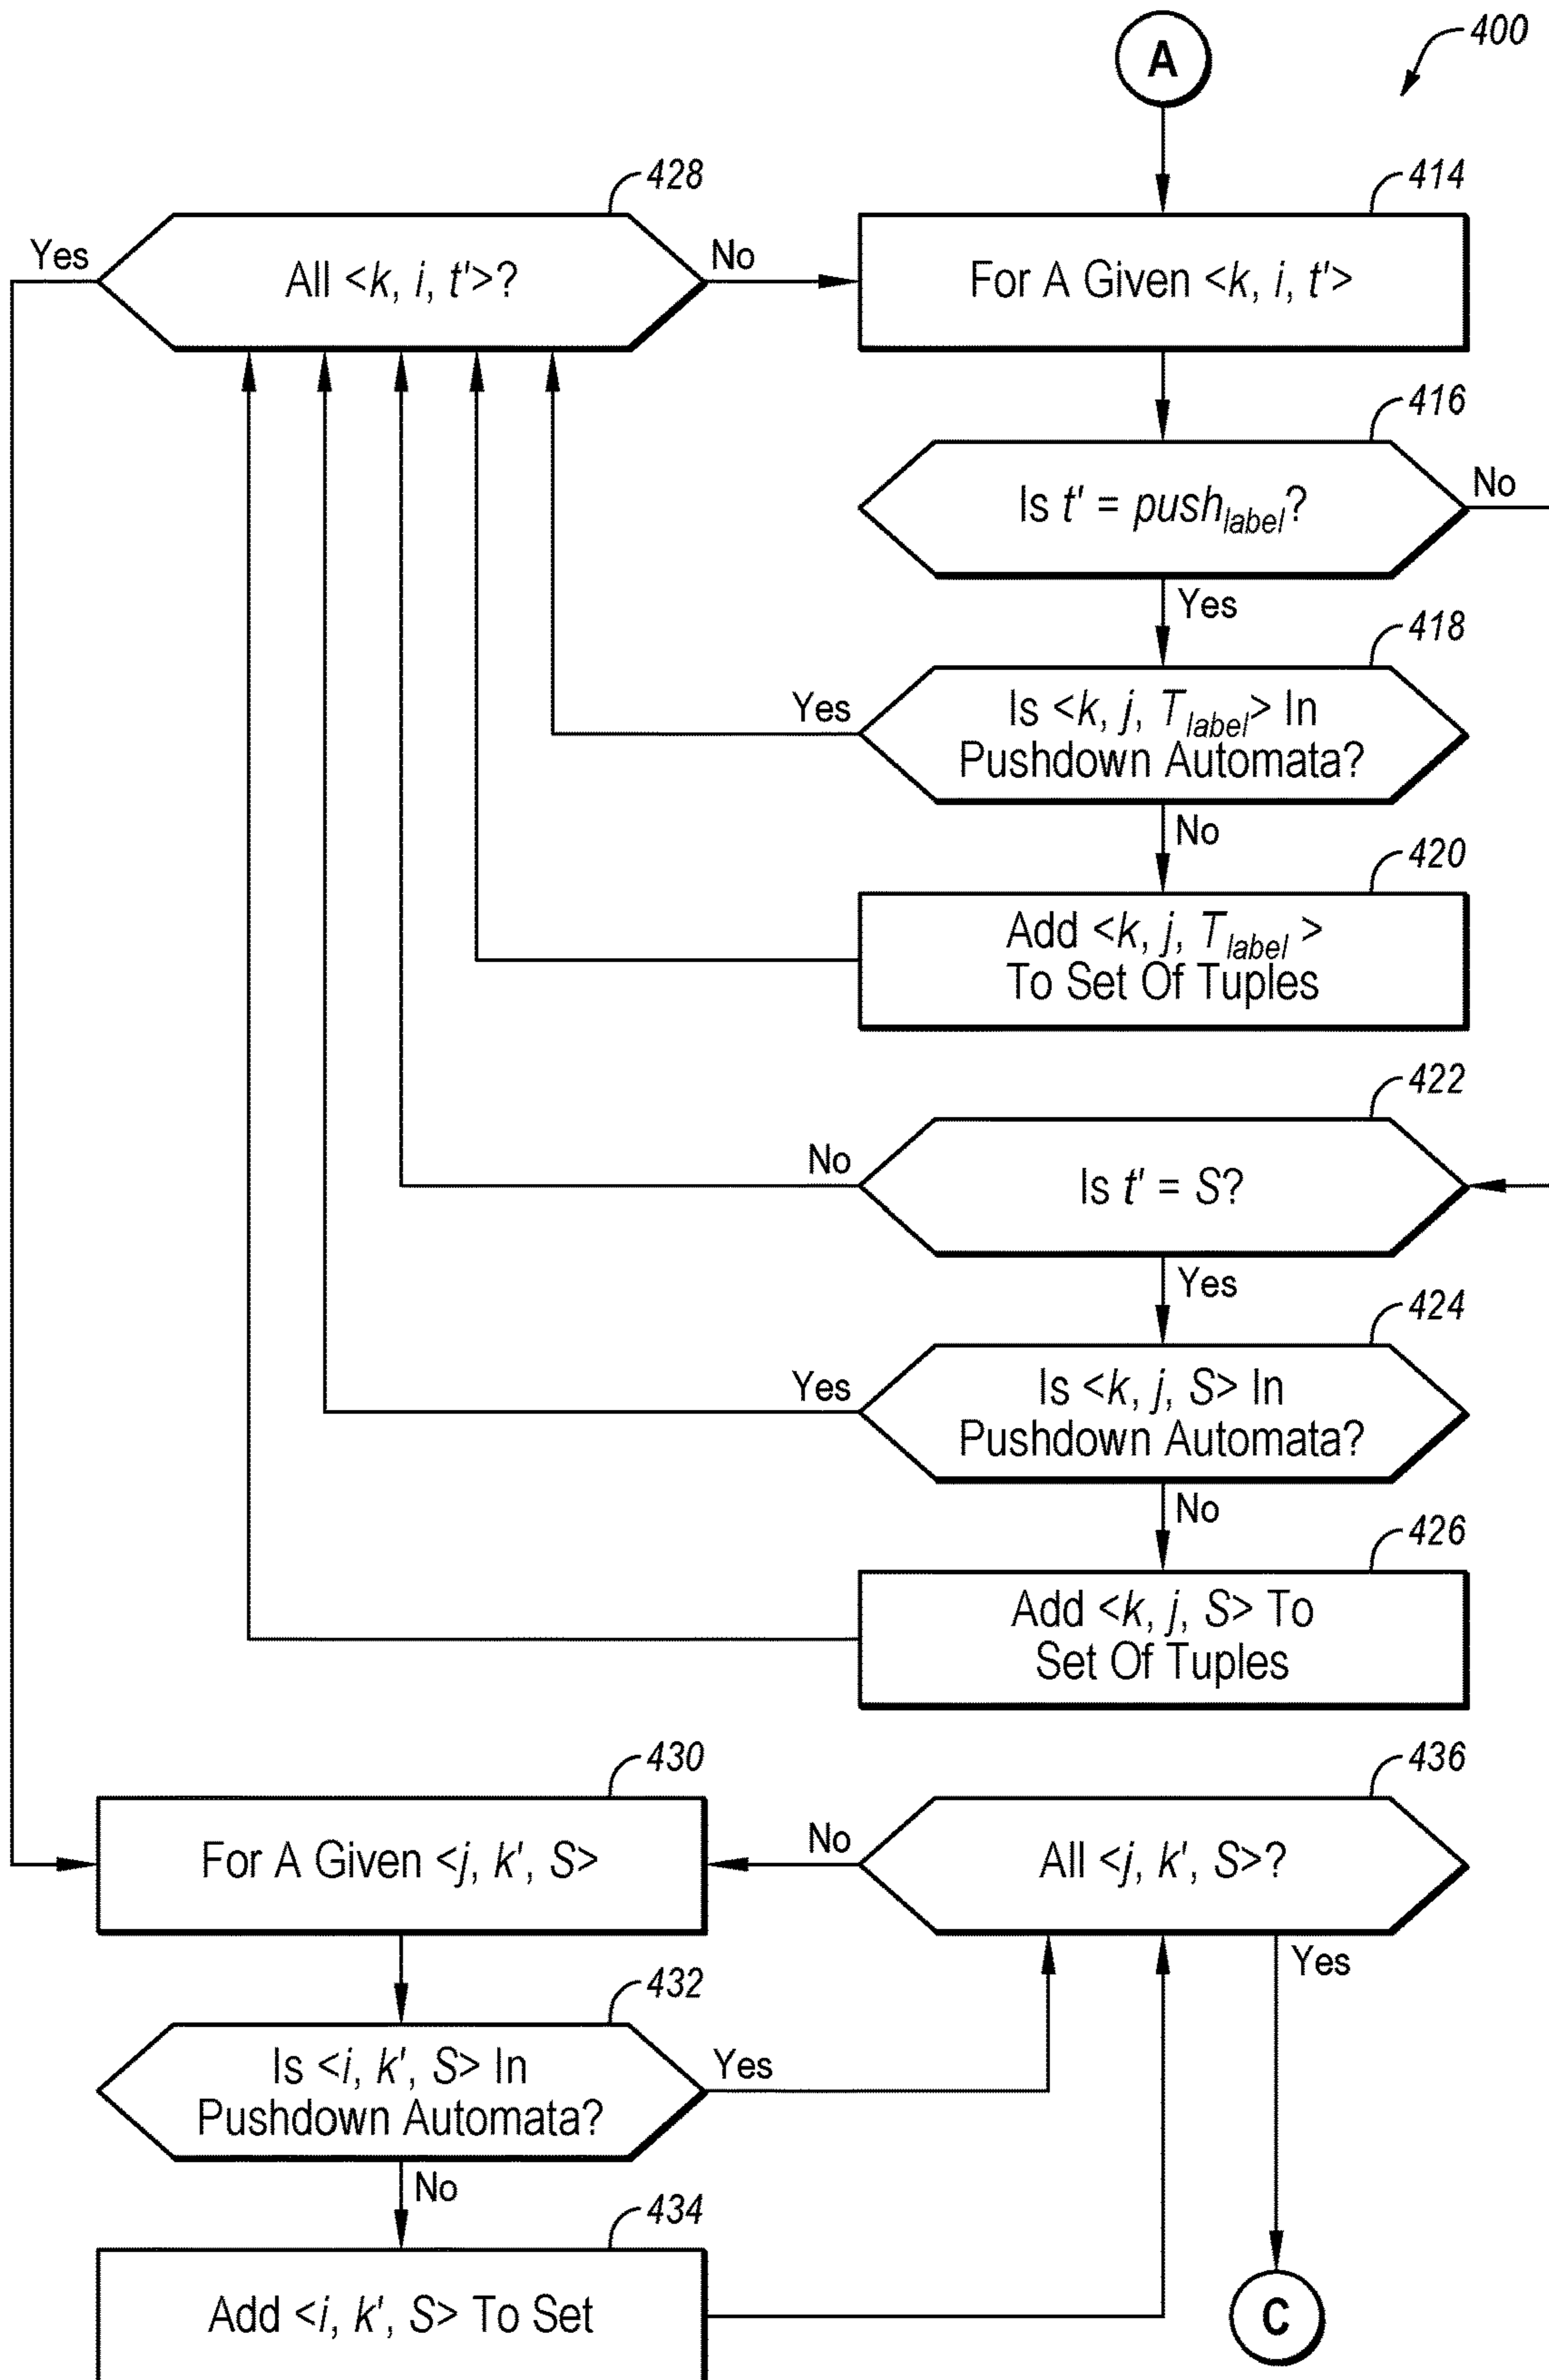 A
400
428
Yes
All <k, i, t'>?
No
414
For A Given <k, i, t'>
416
Is t' = push_label?
No
Yes
418
Yes
Is <k, j, T_label> In
Pushdown Automata?
No
420
Add <k, j, T_label >
To Set Of Tuples
422
No
Is t' = S?
Yes
424
Yes
Is <k, j, S> In
Pushdown Automata?
No
426
Add <k, j, S> To
Set Of Tuples
430
For A Given <j, k', S>
436
No
All <j, k', S>?
Yes
432
Is <i, k', S> In
Pushdown Automata?
Yes
No
434
Add <i, k', S> To Set
C